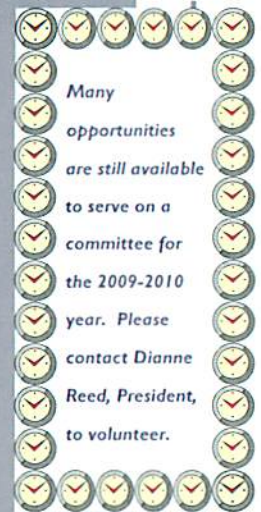 Many
opportunities
are still available
to serve on a
committee for
the 2009-2010
year. Please
contact Dianne
Reed, President,
to volunteer.